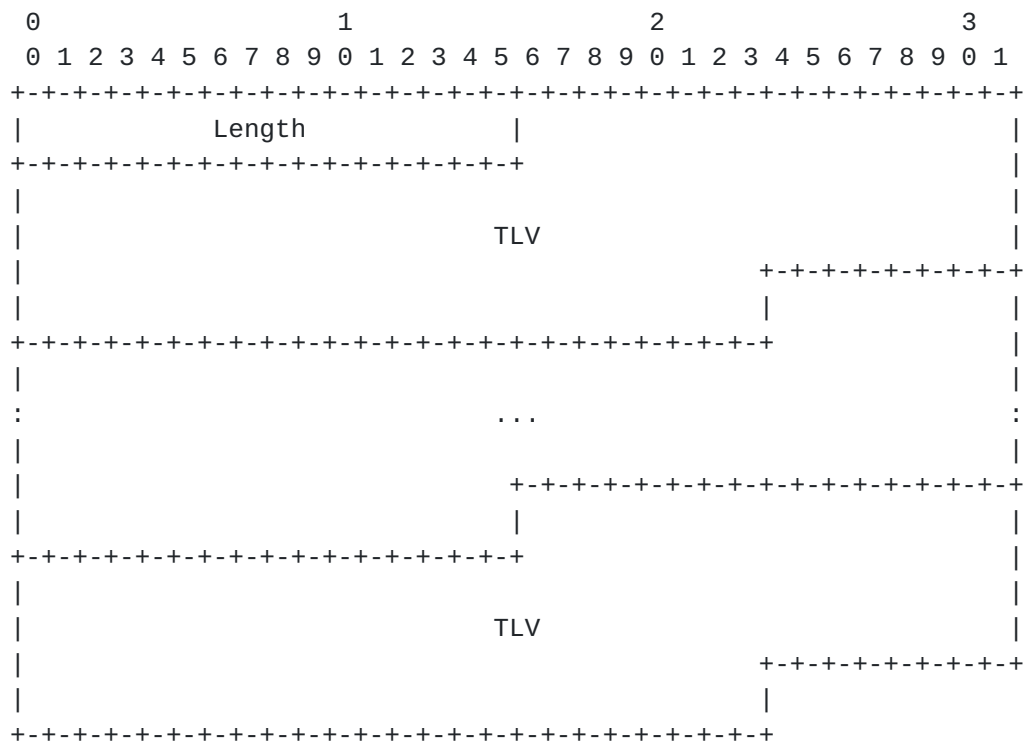 0                   1                   2                   3
 0 1 2 3 4 5 6 7 8 9 0 1 2 3 4 5 6 7 8 9 0 1 2 3 4 5 6 7 8 9 0 1
+-+-+-+-+-+-+-+-+-+-+-+-+-+-+-+-+-+-+-+-+-+-+-+-+-+-+-+-+-+-+-+-+
|            Length             |                               |
+-+-+-+-+-+-+-+-+-+-+-+-+-+-+-+-+                               |
|                                                               |
|                              TLV                              |
|                                               +-+-+-+-+-+-+-+-+
|                                               |               |
+-+-+-+-+-+-+-+-+-+-+-+-+-+-+-+-+-+-+-+-+-+-+-+-+               |
|                                                               |
:                              ...                              :
|                                                               |
|                               +-+-+-+-+-+-+-+-+-+-+-+-+-+-+-+-+
|                               |                               |
+-+-+-+-+-+-+-+-+-+-+-+-+-+-+-+-+                               |
|                                                               |
|                              TLV                              |
|                                               +-+-+-+-+-+-+-+-+
|                                               |
+-+-+-+-+-+-+-+-+-+-+-+-+-+-+-+-+-+-+-+-+-+-+-+-+